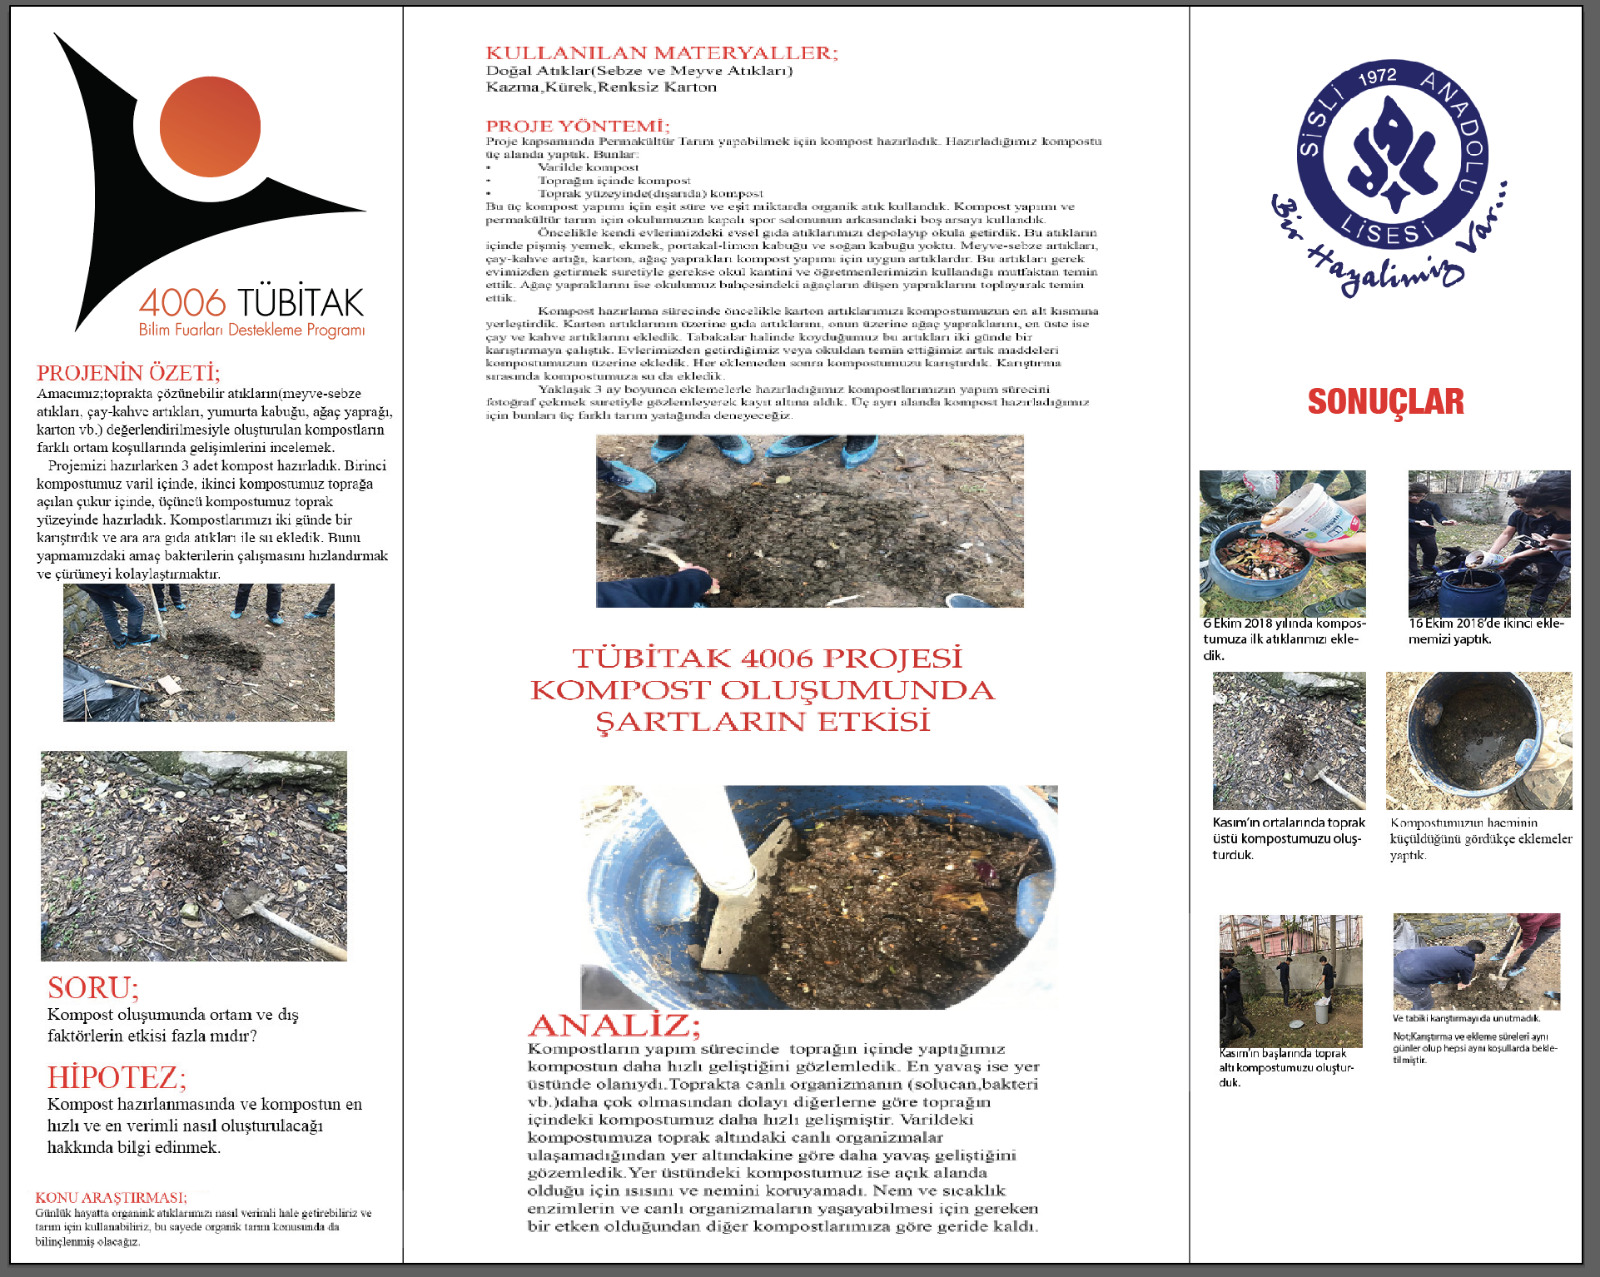 4006 TÜBİTAK
Bilim Fuarları Destekleme Programı
PROJENİN ÖZETİ;
Amacımız;toprakta çözünebilir atıkların(meyve-sebze
atıkları, çay-kahve artıkları, yumurta kabuğu, ağaç yaprağı,
karton vb.) değerlendirilmesiyle oluşturulan kompostların
farklı ortam koşullarında gelişimlerini incelemek.
Projemizi hazırlarken 3 adet kompost hazırladık. Birinci
kompostumuz varil içinde, ikinci kompostumuz toprağa
açılan çukur içinde, üçüncü kompostumuz toprak
yüzeyinde hazırladık. Kompostlarımızı iki günde bir
karıştırdık ve ara ara gıda atıkları ile su ekledik. Bunu
yapmamızdaki amaç bakterilerin çalışmasını hızlandırmak
ve çürümeyi kolaylaştırmaktır.
SORU;
Kompost oluşumunda ortam ve dış
faktörlerin etkisi fazla mıdır?
HİPOTEZ;
Kompost hazırlanmasında ve kompostun en
hızlı ve en verimli nasıl oluşturulacağı
hakkında bilgi edinmek.
KONU ARAŞTIRMASI;
Günlük hayatta organink atıklarımızı nasıl verimli hale getirebiliriz ve
tarım için kullanabiliriz, bu sayede organik tarım konusunda da
bilinçlenmiş olacağız.
KULLANILAN MATERYALLER;
Doğal Atıklar(Sebze ve Meyve Atıkları)
Kazma,Kürek,Renksiz Karton
PROJE YÖNTEMİ;
Proje kapsamında Permakültür Tarım yapabilmek için kompost hazırladık. Hazırladığımız kompostu
üç alanda yaptık. Bunlar:
• Varilde kompost
• Toprağın içinde kompost
• Toprak yüzeyinde(dışarıda) kompost
Bu üç kompost yapımı için eşit süre ve eşit miktarda organik atık kullandık. Kompost yapımı ve
permakültür tarımı için okulumuzun kapalı spor salonunun arkasındaki boş arsayı kullandık.
Öncelikle kendi evlerimizdeki evsel gıda atıklarımızı depolayıp okula getirdik. Bu atıkların
içinde pişmiş yemek, ekmek, portakal-limon kabuğu ve soğan kabuğu yoktu. Meyve-sebze artıkları,
çay-kahve artığı, karton, ağaç yaprakları kompost yapımı için uygun artıklardır. Bu artıkları gerek
evimizden getirmek suretiyle gerekse okul kantini ve öğretmenlerimizin kullandığı mutfaktan temin
ettik. Ağaç yapraklarını ise okulumuz bahçesindeki ağaçların düşen yapraklarını toplayarak temin
ettik.
Kompost hazırlama sürecinde öncelikle karton artıklarımızı kompostumuzun en alt kısmına
yerleştirdik. Karton artıklarının üzerine gıda artıklarını, onun üzerine ağaç yapraklarını, en üste ise
çay ve kahve artıklarını ekledik. Tabakalar halinde koyduğumuz bu artıkları iki günde bir
karıştırmaya çalıştık. Evlerimizden getirdiğimiz veya okuldan temin ettiğimiz artık maddeleri
kompostumuzun üzerine ekledik. Her eklemeden sonra kompostumuzu karıştırdık. Karıştırma
sırasında kompostumuza su da ekledik.
Yaklaşık 3 ay boyunca eklemelerle hazırladığımız kompostlarımızın yapım sürecini
fotoğraf çekmek suretiyle gözlemleyerek kayıt altına aldık. Üç ayrı alanda kompost hazırladığımız
için bunları üç farklı tarım yatağında deneyeceğiz.
TÜBİTAK 4006 PROJESİ
KOMPOST OLUŞUMUNDA
ŞARTLARIN ETKİSİ
ANALİZ;
Kompostların yapım sürecinde toprağın içinde yaptığımız
kompostun daha hızlı geliştiğini gözlemledik. En yavaş ise yer
üstünde olanıydı.Toprakta canlı organizmanın (solucan,bakteri
vb.)daha çok olmasından dolayı diğerlerne göre toprağın
içindeki kompostumuz daha hızlı gelişmiştir. Varildeki
kompostumuza toprak altındaki canlı organizmalar
ulaşamadığından yer altındakine göre daha yavaş geliştiğini
gözemledik.Yer üstündeki kompostumuz ise açık alanda
olduğu için ısısını ve nemini koruyamadı. Nem ve sıcaklık
enzimlerin ve canlı organizmaların yaşayabilmesi için gereken
bir etken olduğundan diğer kompostlarımıza göre geride kaldı.
ŞİŞLİ 1972 ANADOLU
LİSESİ
Bir Hayalimiz Var...
SONUÇLAR
6 Ekim 2018 yılında kompos-
tumuza ilk atıklarımızı ekle-
dik.
16 Ekim 2018'de ikinci ekle-
memizi yaptık.
Kasım'ın ortalarında toprak
üstü kompostumuzu oluş-
turduk.
Kompostumuzun hacminin
küçüldüğünü gördükçe eklemeler
yaptık.
Kasım'ın başlarında toprak
altı kompostumuzu oluştur-
duk.
Ve tabiki karıştırmayı da unutmadık.
Not;Karıştırma ve ekleme süreleri aynı
günler olup hepsi aynı koşullarda bekle-
tilmiştir.